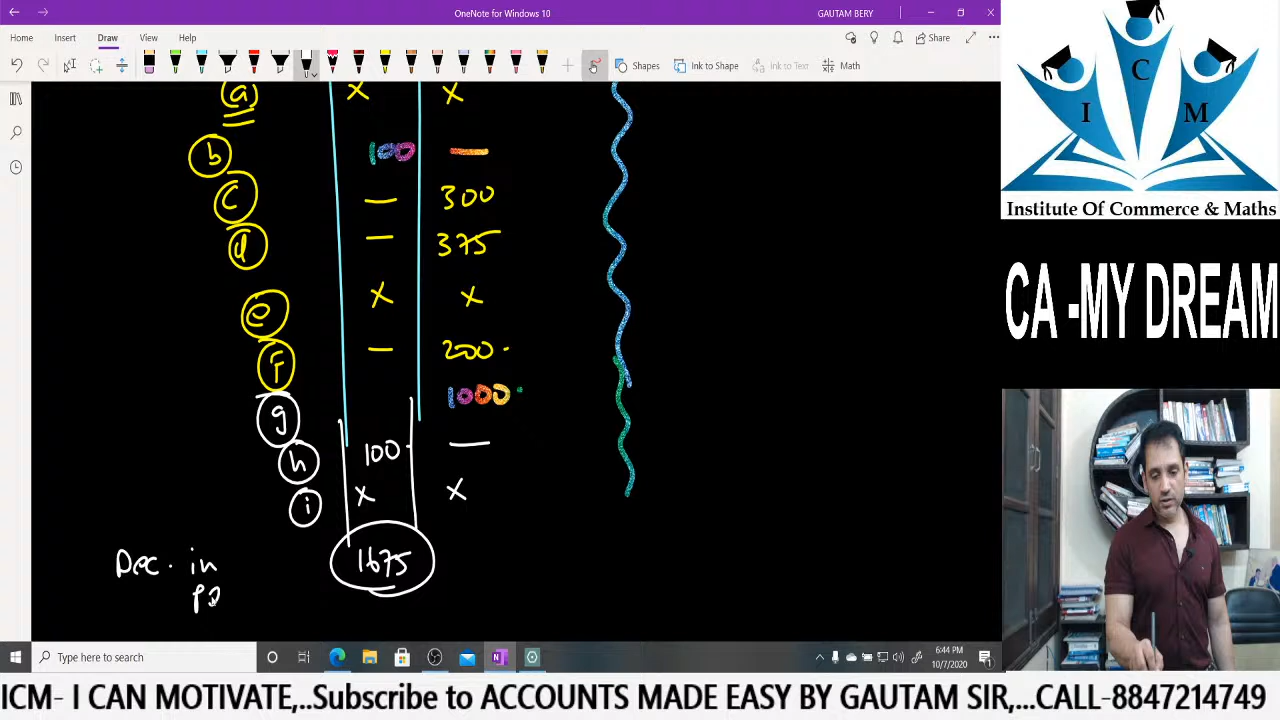 OneNote for Windows 10
GAUTAM BERY
Home Insert Draw View Help
Share
Shapes
Ink to Shape
Ink to Text
Math
(a) x x
b 100 —
c — 300
d — 375
e x x
f — 200.
g 1000.
h 100. —
i x x
1675
Dec. in
I C M
Institute Of Commerce & Maths
CA -MY DREAM
Type here to search
6:44 PM
10/7/2020
ICM- I CAN MOTIVATE,..Subscribe to ACCOUNTS MADE EASY BY GAUTAM SIR,...CALL-8847214749